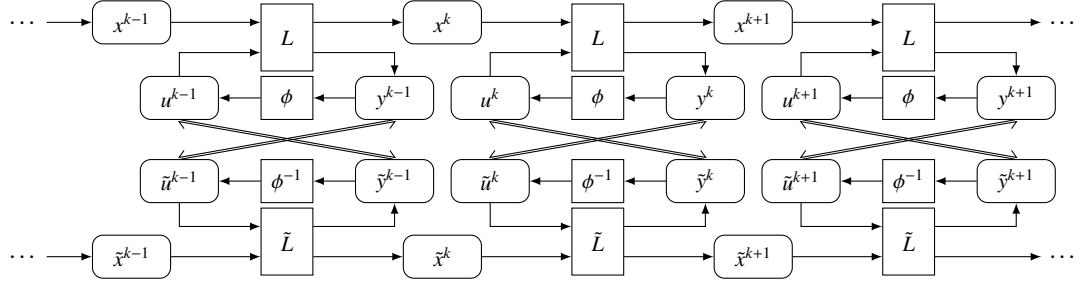 ⋯ x^{k−1} L x^k L x^{k+1} L ⋯
u^{k−1} ϕ y^{k−1} u^k ϕ y^k u^{k+1} ϕ y^{k+1}
ũ^{k−1} ϕ^{−1} ỹ^{k−1} ũ^k ϕ^{−1} ỹ^k ũ^{k+1} ϕ^{−1} ỹ^{k+1}
⋯ x̃^{k−1} L̃ x̃^k L̃ x̃^{k+1} L̃ ⋯